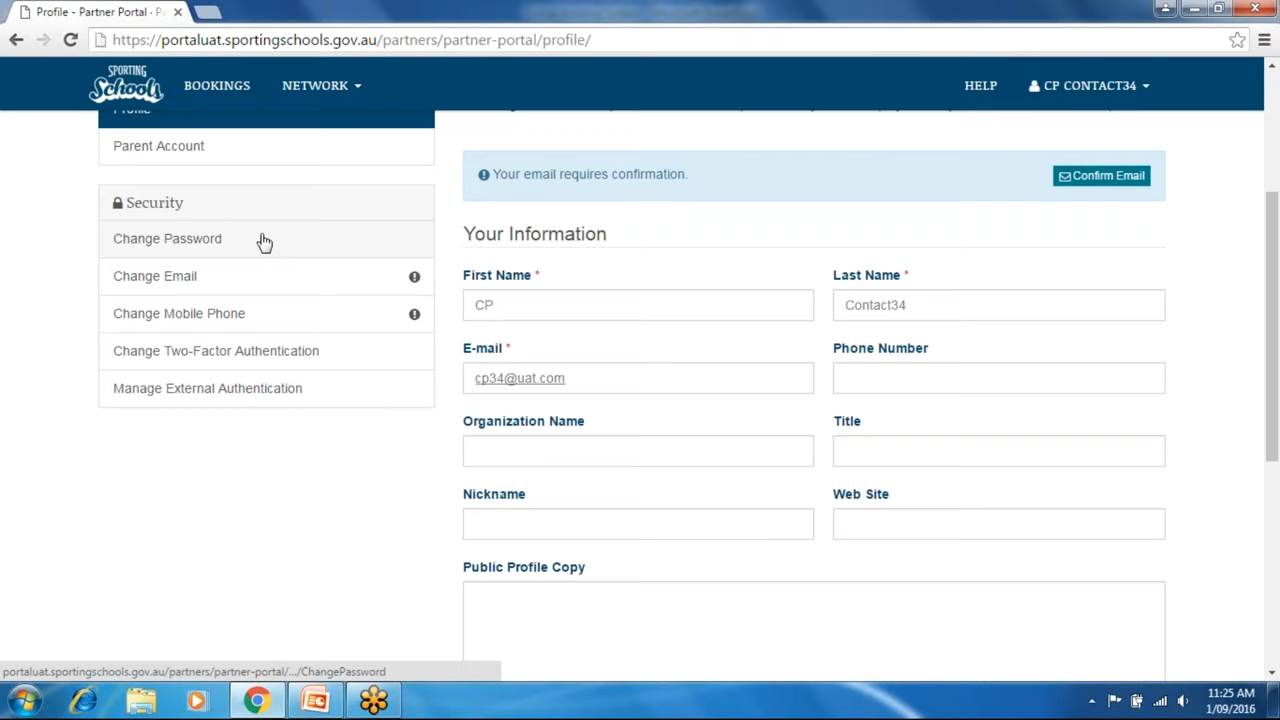 Profile - Partner Portal · P
https://portaluat.sportingschools.gov.au/partners/partner-portal/profile/
SPORTING
Schools
BOOKINGS
NETWORK
HELP
CP CONTACT34
Profile
Parent Account
Security
Change Password
Change Email
Change Mobile Phone
Change Two-Factor Authentication
Manage External Authentication
Your email requires confirmation.
Confirm Email
Your Information
First Name *
Last Name *
CP
Contact34
E-mail *
Phone Number
cp34@uat.com
Organization Name
Title
Nickname
Web Site
Public Profile Copy
portaluat.sportingschools.gov.au/partners/partner-portal/.../ChangePassword
11:25 AM
1/09/2016